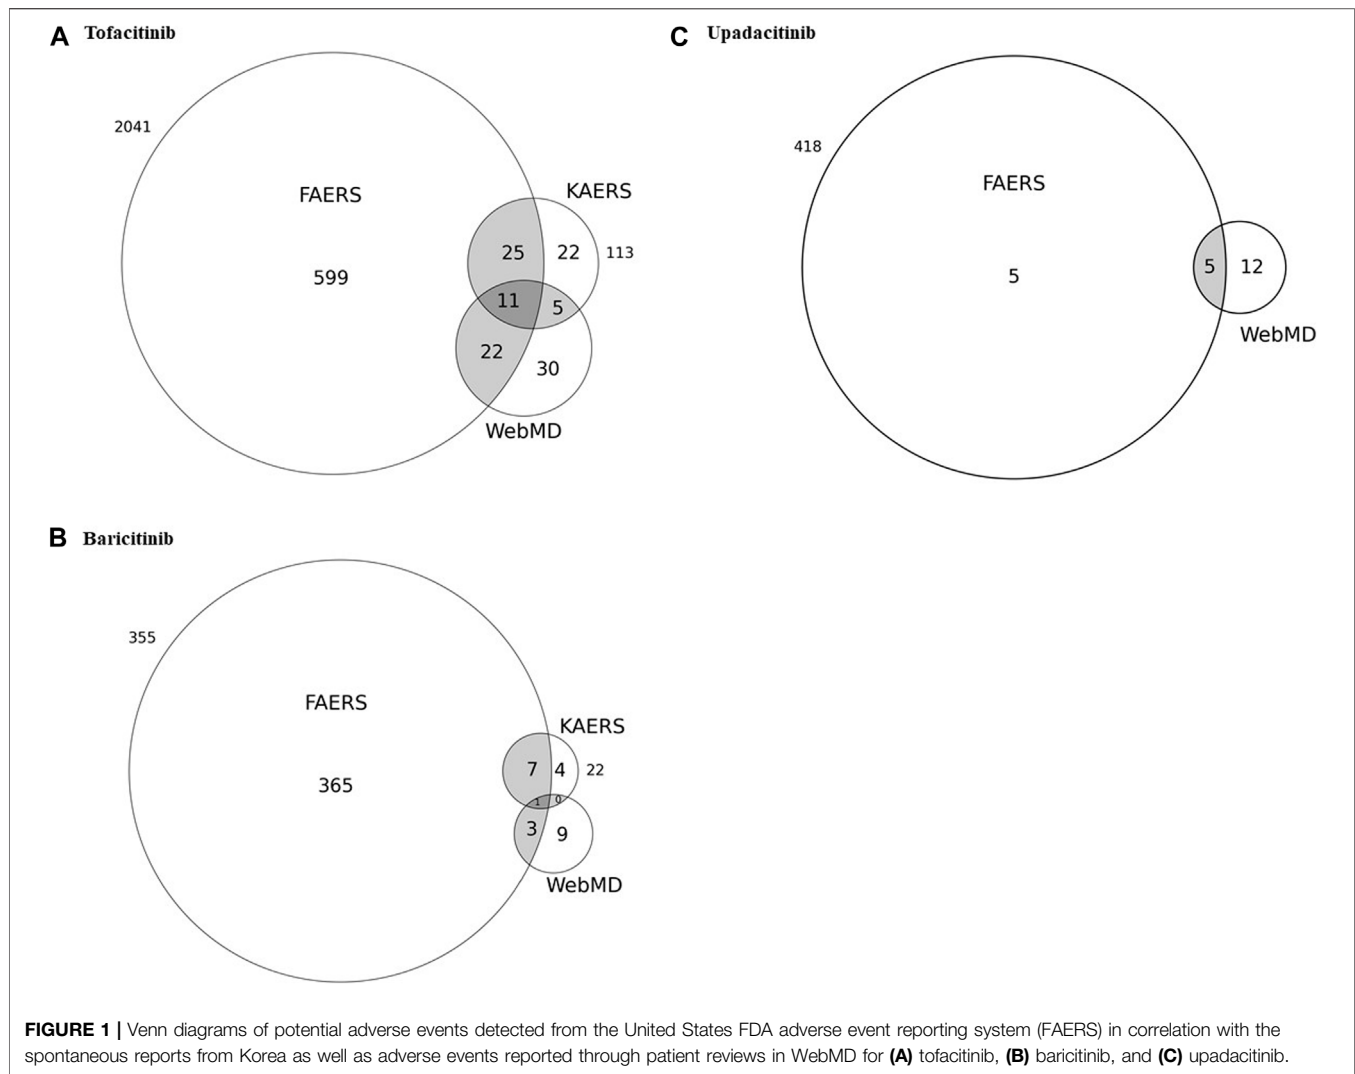 A Tofacitinib
2041
FAERS
599
KAERS
25
22
113
11
5
22
30
WebMD
C Upadacitinib
418
FAERS
5
5
12
WebMD
B Baricitinib
355
FAERS
365
KAERS
7
4
22
1
0
3
9
WebMD
FIGURE 1 | Venn diagrams of potential adverse events detected from the United States FDA adverse event reporting system (FAERS) in correlation with the
spontaneous reports from Korea as well as adverse events reported through patient reviews in WebMD for (A) tofacitinib, (B) baricitinib, and (C) upadacitinib.